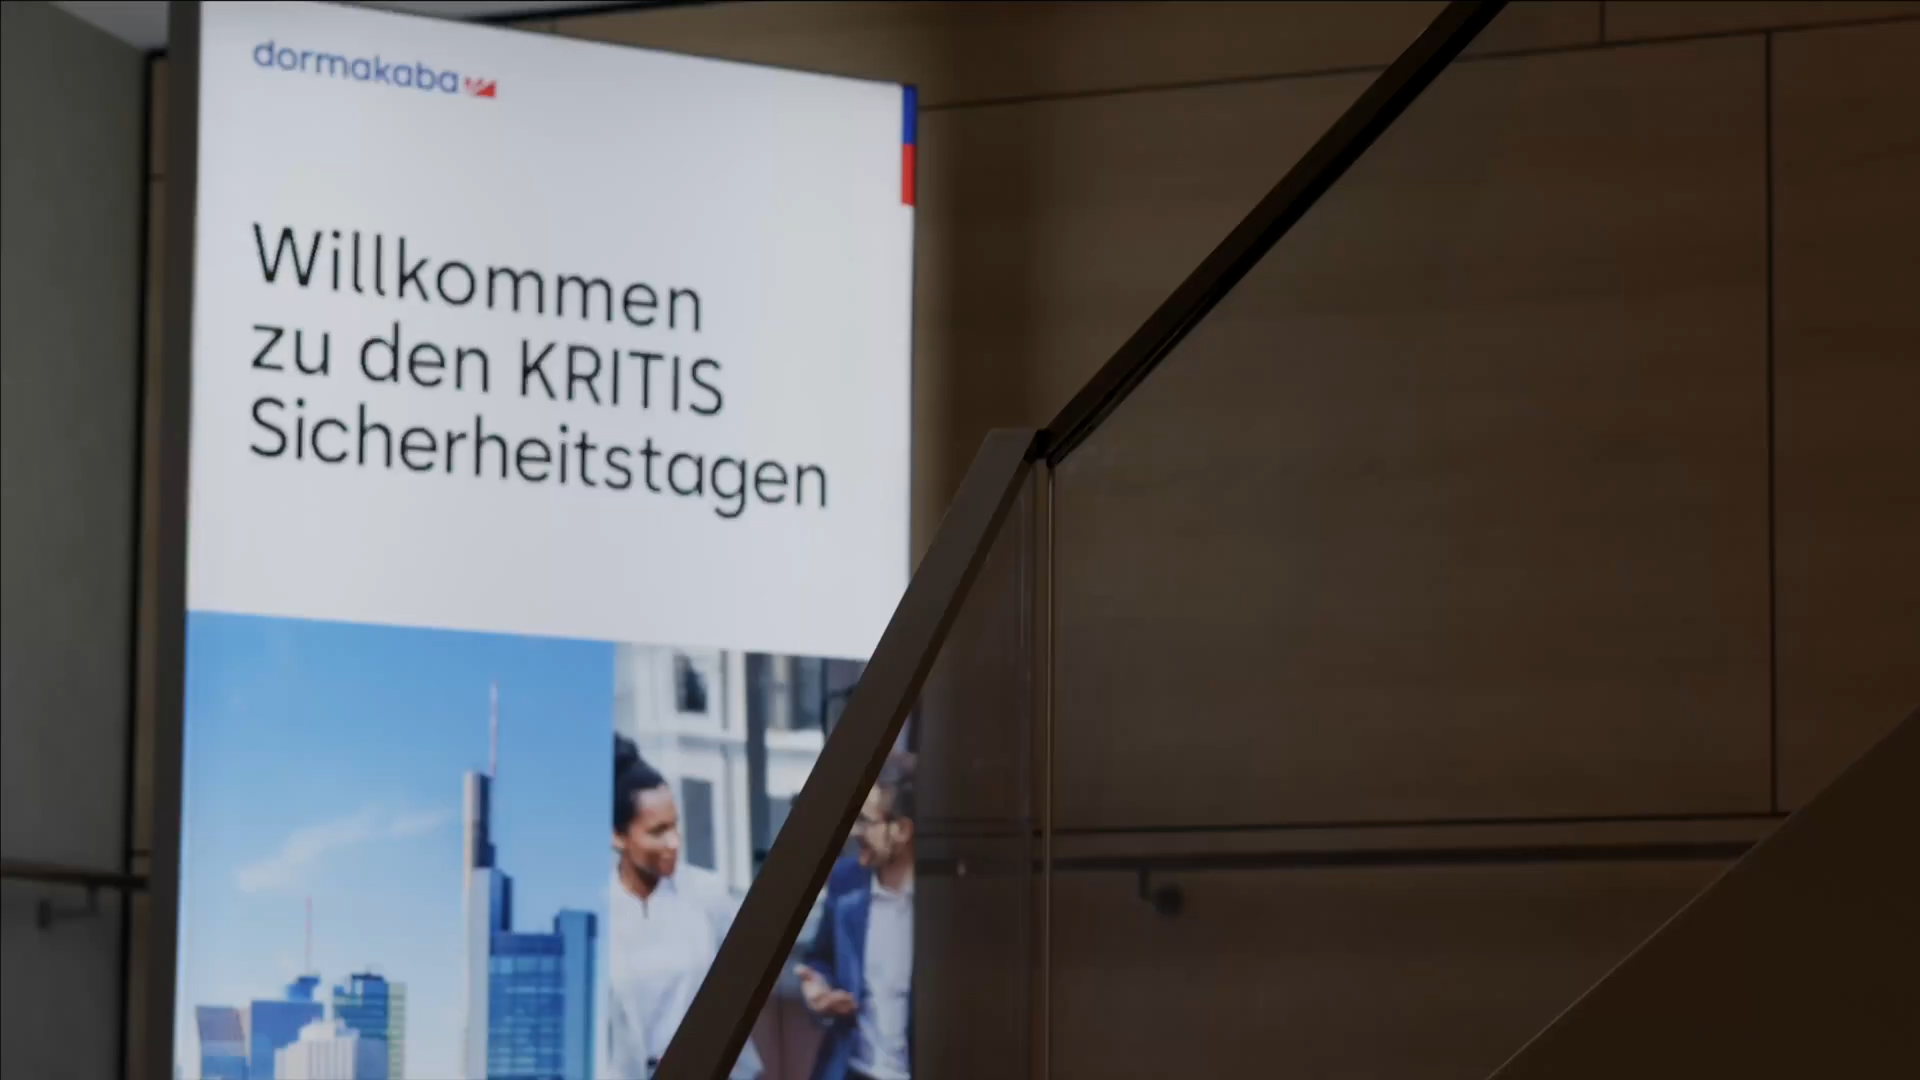 dormakaba
Willkommen
zu den KRITIS
Sicherheitstagen